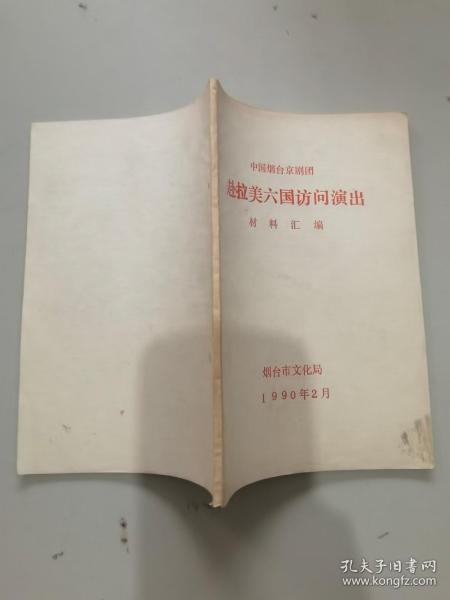 中国烟台京剧团
赴拉美六国访问演出
材料汇编
烟台市文化局
1990年2月
孔夫子旧书网
www.kongfz.com